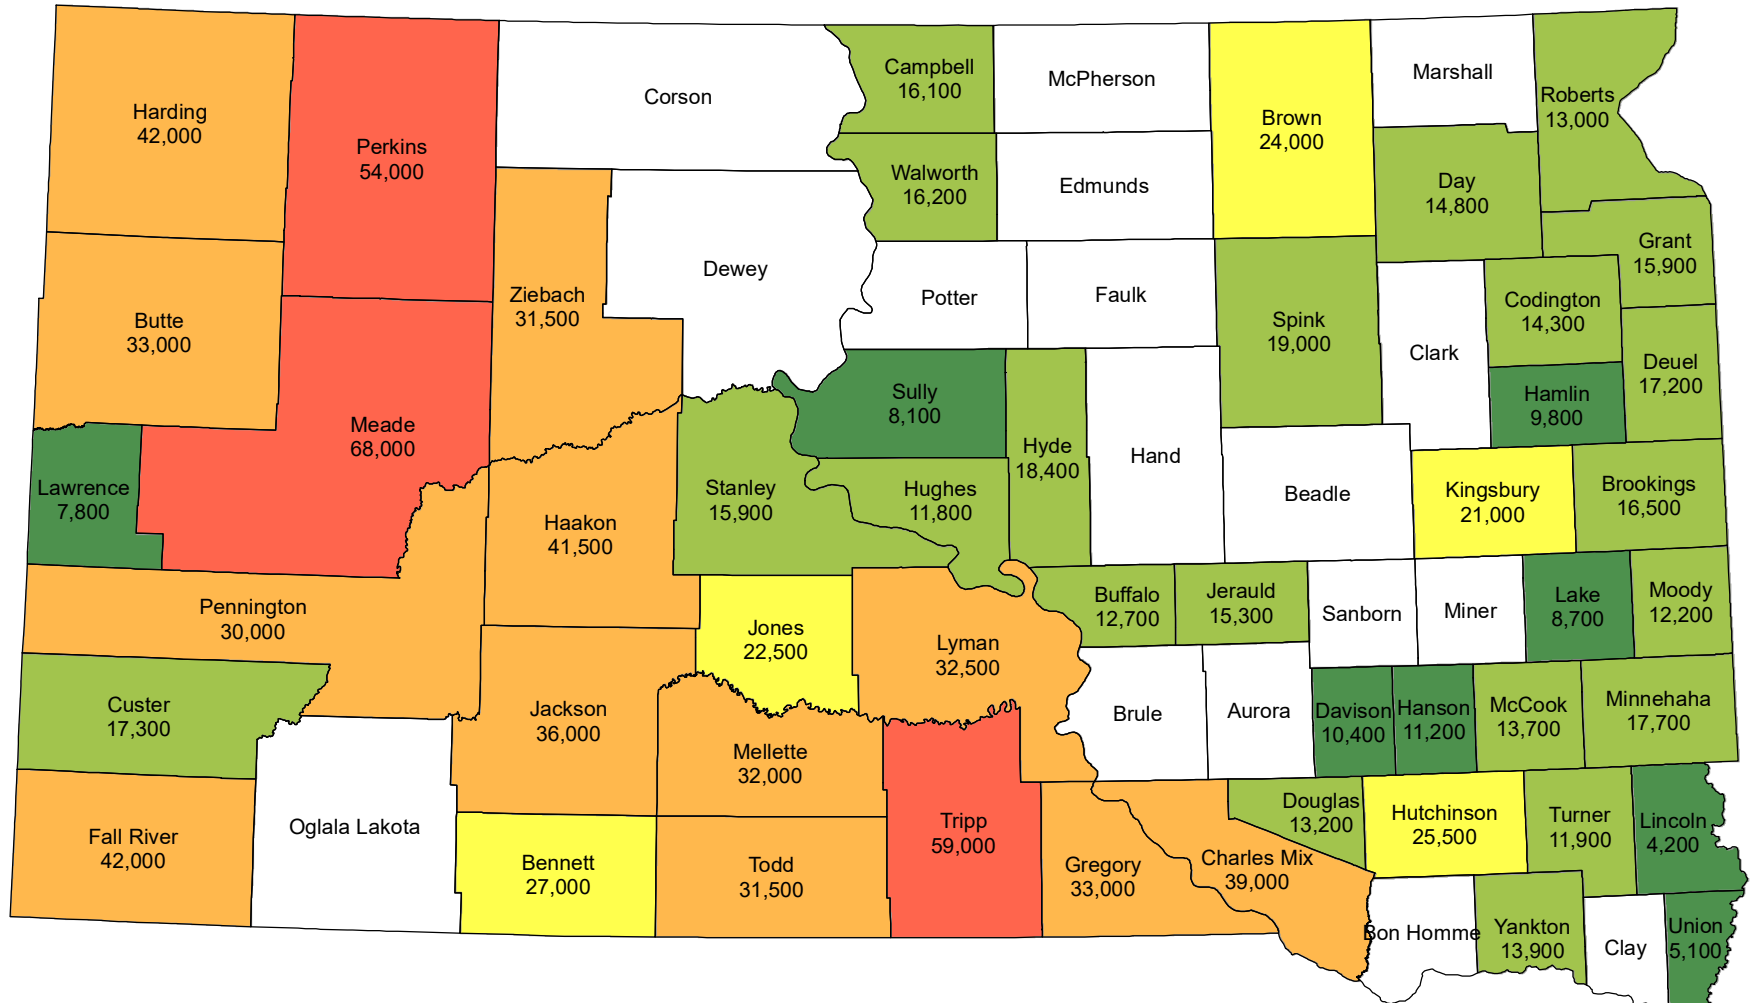 Harding
42,000
Perkins
54,000
Corson
Campbell
16,100
McPherson
Brown
24,000
Marshall
Roberts
13,000
Walworth
16,200
Edmunds
Day
14,800
Grant
15,900
Butte
33,000
Ziebach
31,500
Dewey
Potter
Faulk
Spink
19,000
Clark
Codington
14,300
Deuel
17,200
Hamlin
9,800
Meade
68,000
Sully
8,100
Hyde
18,400
Hand
Beadle
Kingsbury
21,000
Brookings
16,500
Lawrence
7,800
Haakon
41,500
Stanley
15,900
Hughes
11,800
Pennington
30,000
Jones
22,500
Lyman
32,500
Buffalo
12,700
Jerauld
15,300
Sanborn
Miner
Lake
8,700
Moody
12,200
Custer
17,300
Jackson
36,000
Mellette
32,000
Brule
Aurora
Davison
10,400
Hanson
11,200
McCook
13,700
Minnehaha
17,700
Fall River
42,000
Oglala Lakota
Bennett
27,000
Todd
31,500
Tripp
59,000
Gregory
33,000
Charles Mix
39,000
Douglas
13,200
Hutchinson
25,500
Turner
11,900
Lincoln
4,200
Bon Homme
Yankton
13,900
Clay
Union
5,100